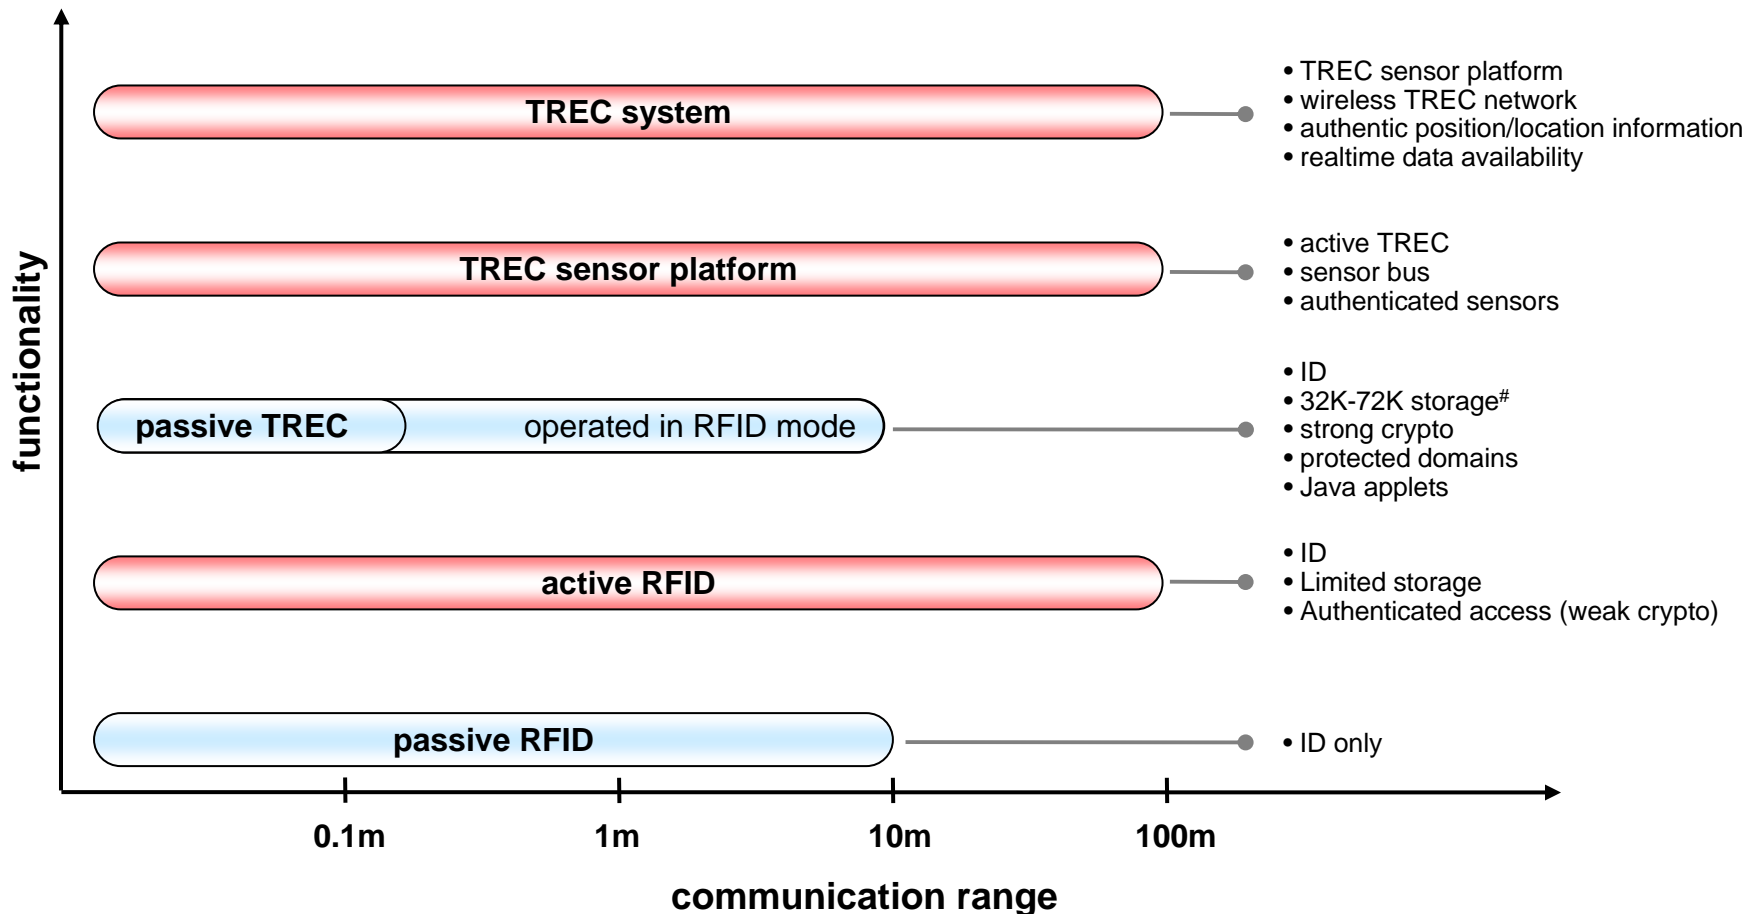 TREC system
• TREC sensor platform
• wireless TREC network
• authentic position/location information
• realtime data availability
TREC sensor platform
• active TREC
• sensor bus
• authenticated sensors
functionality
passive TREC
operated in RFID mode
• ID
• 32K-72K storage#
• strong crypto
• protected domains
• Java applets
active RFID
• ID
• Limited storage
• Authenticated access (weak crypto)
passive RFID
• ID only
0.1m
1m
10m
100m
communication range